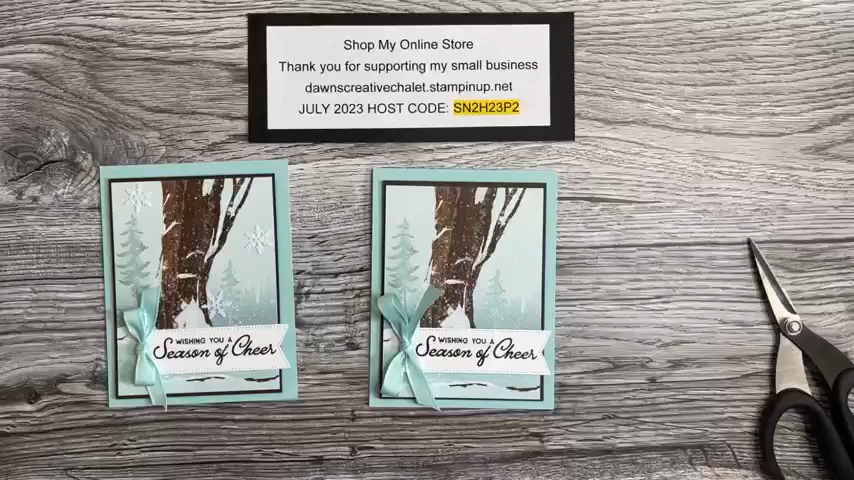 Shop My Online Store
Thank you for supporting my small business
dawnscreativechalet.stampinup.net
JULY 2023 HOST CODE: SN2H23P2
WISHING YOU A
Season of Cheer
WISHING YOU A
Season of Cheer